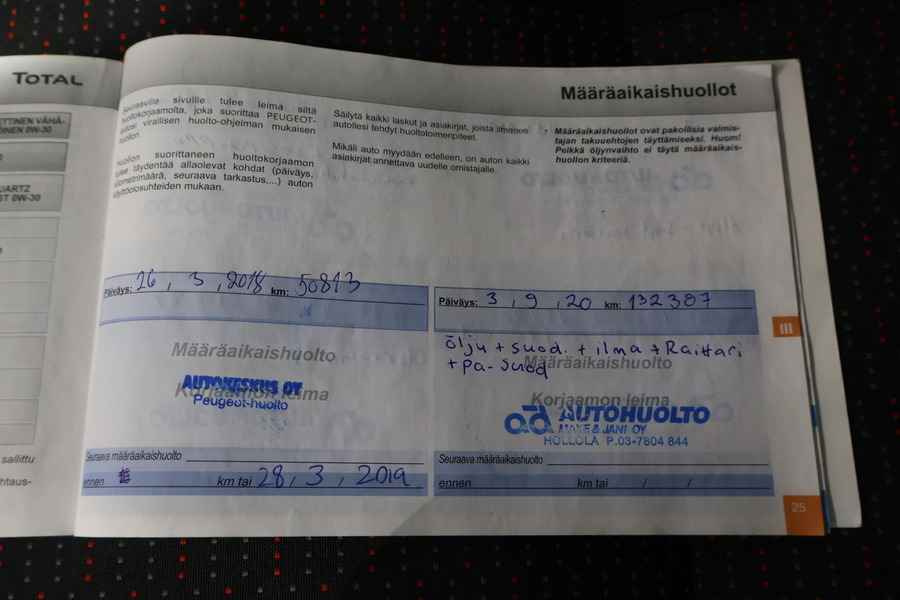 TOTAL
ETTINEN VÄHÄ-
INEN 0W-30
UARTZ
ST 0W-30
sallittu
htaus-
Määräaikaishuollot
Seuraaville sivuille tulee leima siltä
huoltokorjaamolta, joka suorittaa PEUGEOT-
autosi virallisen huolto-ohjelman mukaisen
huollon.
Huollon suorittaneen huoltokorjaamon
tulee täydentää allaolevat kohdat (päiväys,
kilometrimäärä, seuraava tarkastus,...) auton
käyttöolosuhteiden mukaan.
Säilytä kaikki laskut ja asiakirjat, joista ilmenee
autollesi tehdyt huoltotoimenpiteet.
Mikäli auto myydään edelleen, on auton kaikki
asiakirjat annettava uudelle omistajalle.
• Määräaikaishuollot ovat pakollisia valmis-
tajan takuuehtojen täyttämiseksi. Huom!
Pelkkä öljynvaihto ei täytä määräaikais-
huollon kriteeriä.
Päiväys: 26 , 3 , 2018 km: 50813
Määräaikaishuolto
Korjaamon leima
AUTOKESKUS OY
Peugeot-huolto
Seuraava määräaikaishuolto
ennen km tai 28 , 3 , 2019
Päiväys: 3 , 9 , 20 km: 132387
öljy + suod. + ilma + Raittari
+ pa-suod
Määräaikaishuolto
Korjaamon leima
ad AUTOHUOLTO
MAKE & JANI OY
HOLLOLA P.03-7804 844
Seuraava määräaikaishuolto
ennen km tai / /
III
25